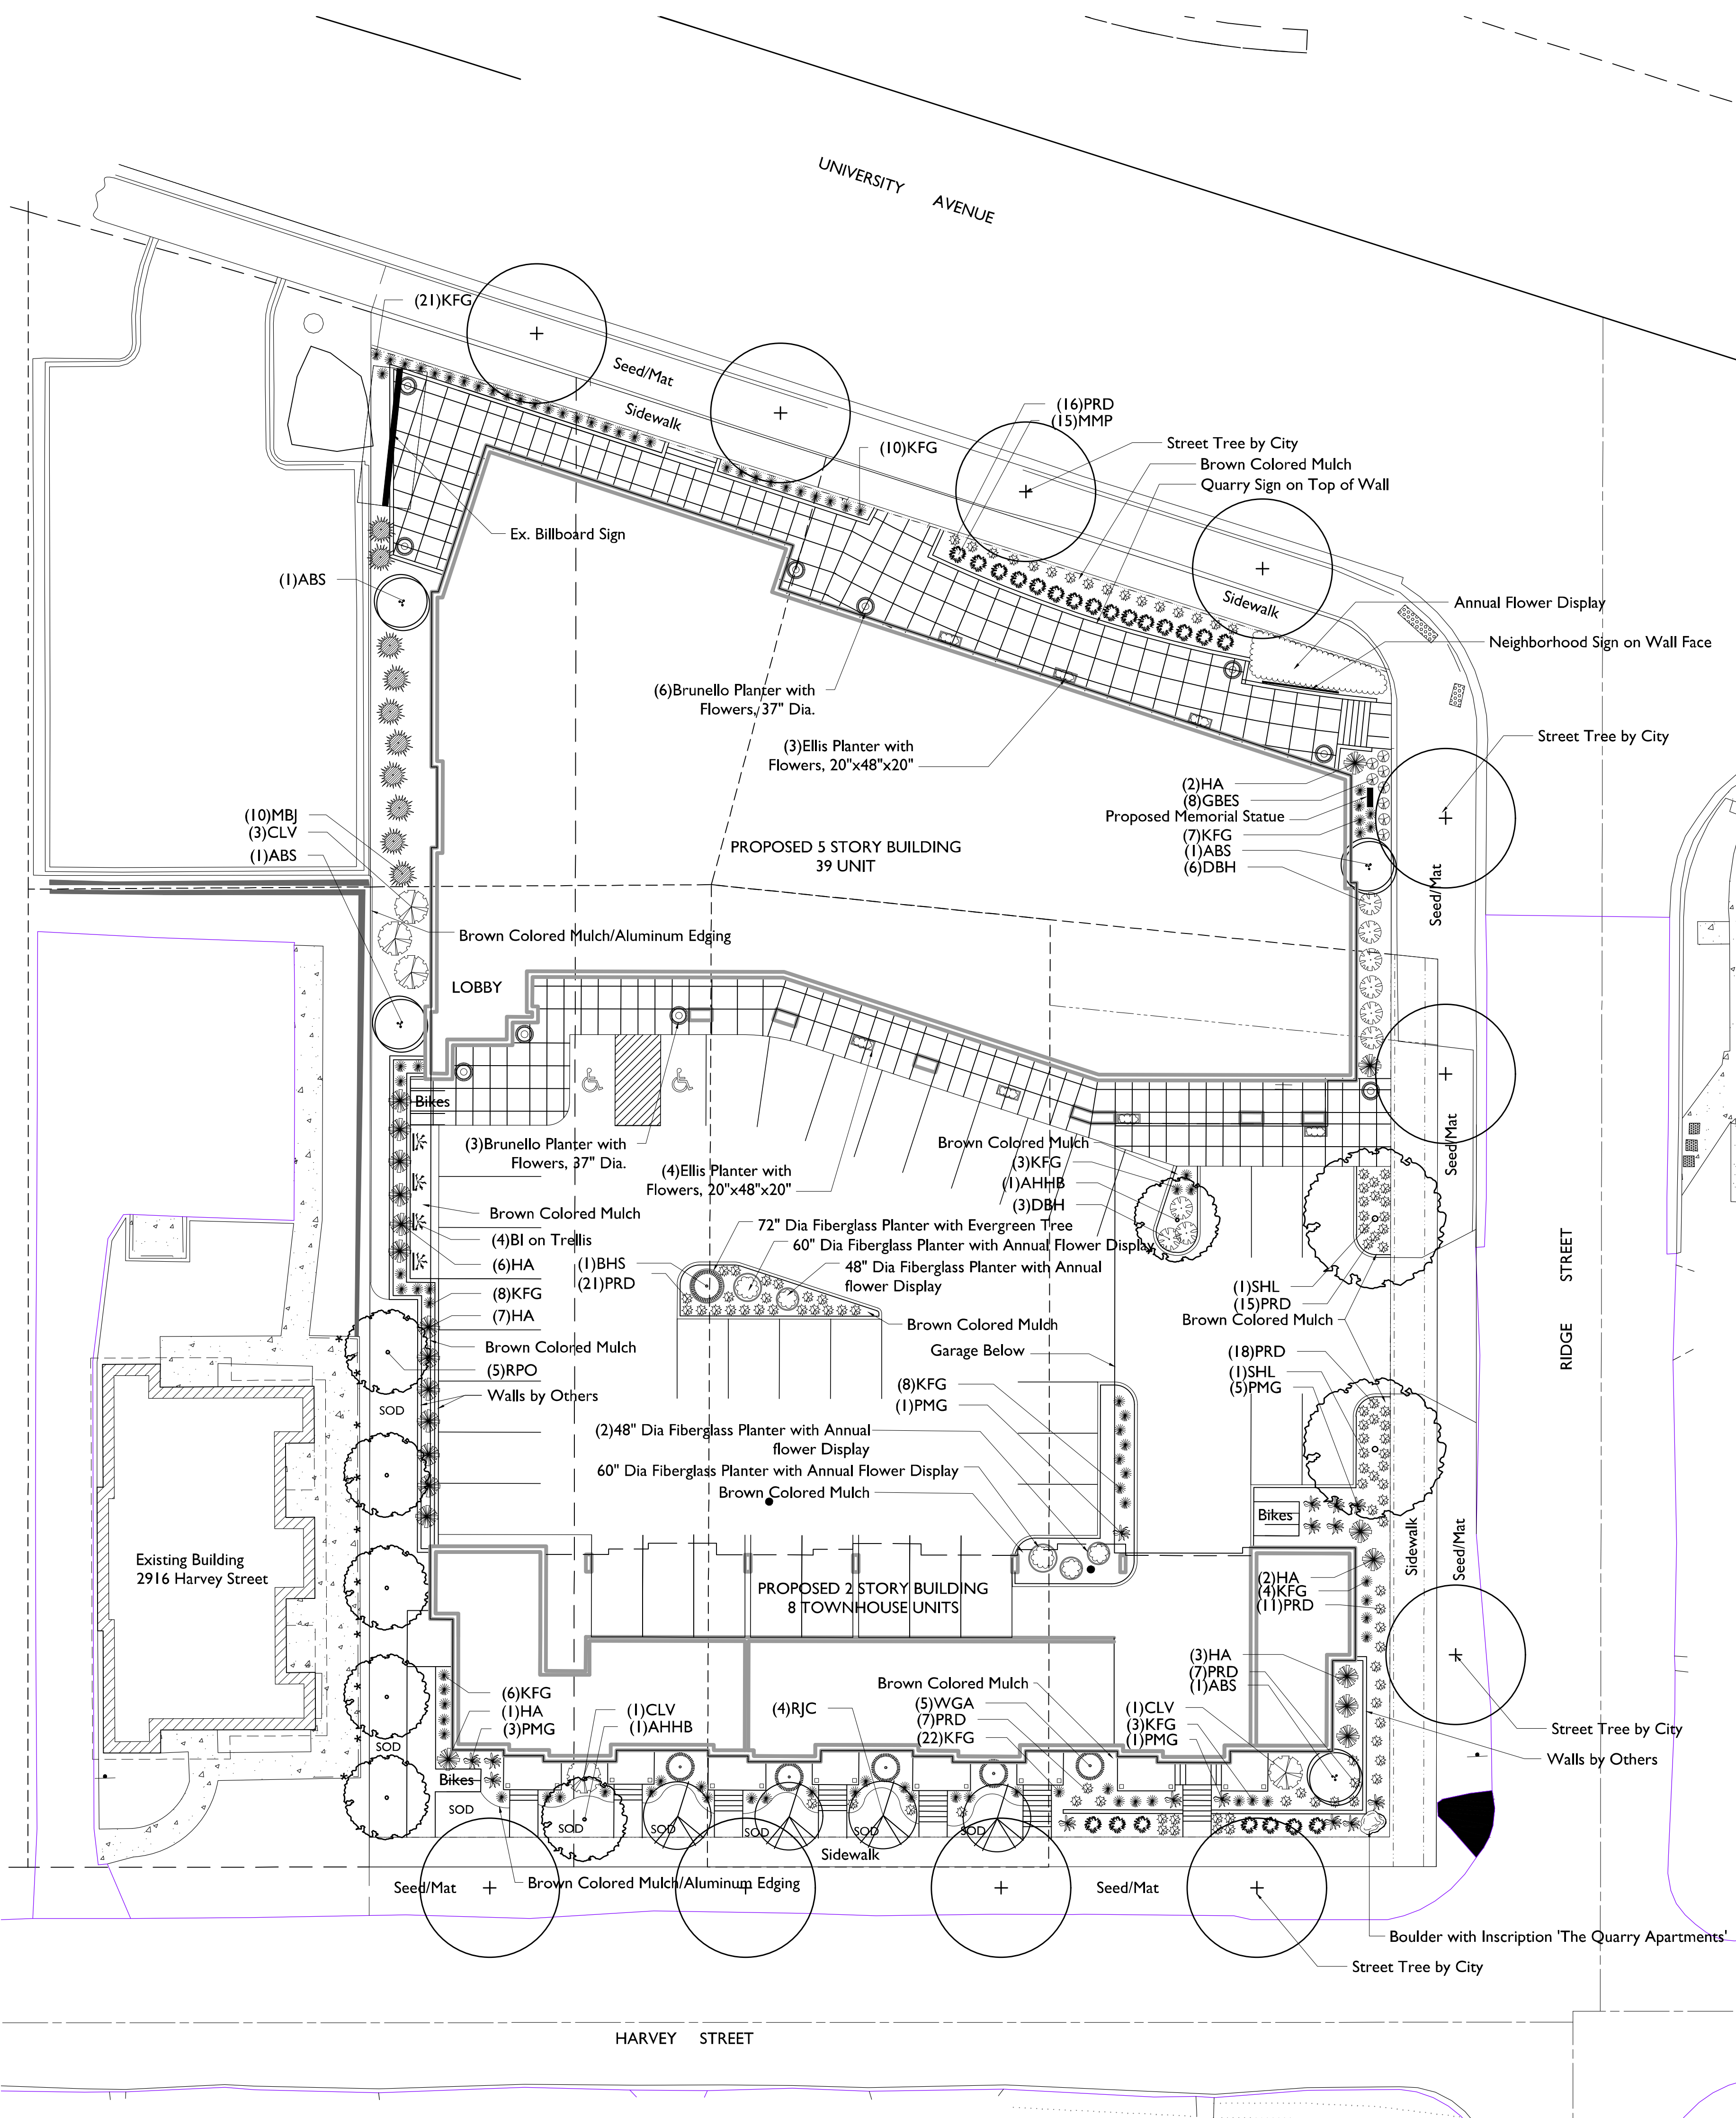 UNIVERSITY AVENUE
(21)KFG
Seed/Mat
Sidewalk
(16)PRD
(15)MMP
(10)KFG
Street Tree by City
Brown Colored Mulch
Quarry Sign on Top of Wall
Ex. Billboard Sign
(1)ABS
Sidewalk
Annual Flower Display
Neighborhood Sign on Wall Face
(6)Brunello Planter with
Flowers, 37" Dia.
(3)Ellis Planter with
Flowers, 20"x48"x20"
Street Tree by City
(2)HA
(8)GBES
Proposed Memorial Statue
(7)KFG
(1)ABS
(6)DBH
(10)MBJ
(3)CLV
(1)ABS
PROPOSED 5 STORY BUILDING
39 UNIT
Seed/Mat
Brown Colored Mulch/Aluminum Edging
LOBBY
Bikes
(3)Brunello Planter with
Flowers, 37" Dia.
(4)Ellis Planter with
Flowers, 20"x48"x20"
Brown Colored Mulch
(3)KFG
(1)AHHB
(3)DBH
Seed/Mat
Brown Colored Mulch
(4)BI on Trellis
(6)HA
(8)KFG
(7)HA
Brown Colored Mulch
(5)RPO
Walls by Others
72" Dia Fiberglass Planter with Evergreen Tree
60" Dia Fiberglass Planter with Annual Flower Display
48" Dia Fiberglass Planter with Annual
flower Display
(1)BHS
(21)PRD
Brown Colored Mulch
Garage Below
(1)SHL
(15)PRD
Brown Colored Mulch
RIDGE STREET
(18)PRD
(1)SHL
(5)PMG
(8)KFG
(1)PMG
SOD
(2)48" Dia Fiberglass Planter with Annual
flower Display
60" Dia Fiberglass Planter with Annual Flower Display
Brown Colored Mulch
Bikes
Sidewalk
Seed/Mat
Existing Building
2916 Harvey Street
PROPOSED 2 STORY BUILDING
8 TOWNHOUSE UNITS
(2)HA
(4)KFG
(11)PRD
(3)HA
(7)PRD
(1)ABS
(6)KFG
(1)HA
(3)PMG
(1)CLV
(1)AHHB
(4)RJC
Brown Colored Mulch
(5)WGA
(7)PRD
(22)KFG
(1)CLV
(3)KFG
(1)PMG
Street Tree by City
Walls by Others
SOD
Bikes
SOD
SOD
SOD
SOD
SOD
SOD
Sidewalk
Seed/Mat
Brown Colored Mulch/Aluminum Edging
Seed/Mat
Boulder with Inscription 'The Quarry Apartments'
Street Tree by City
HARVEY STREET